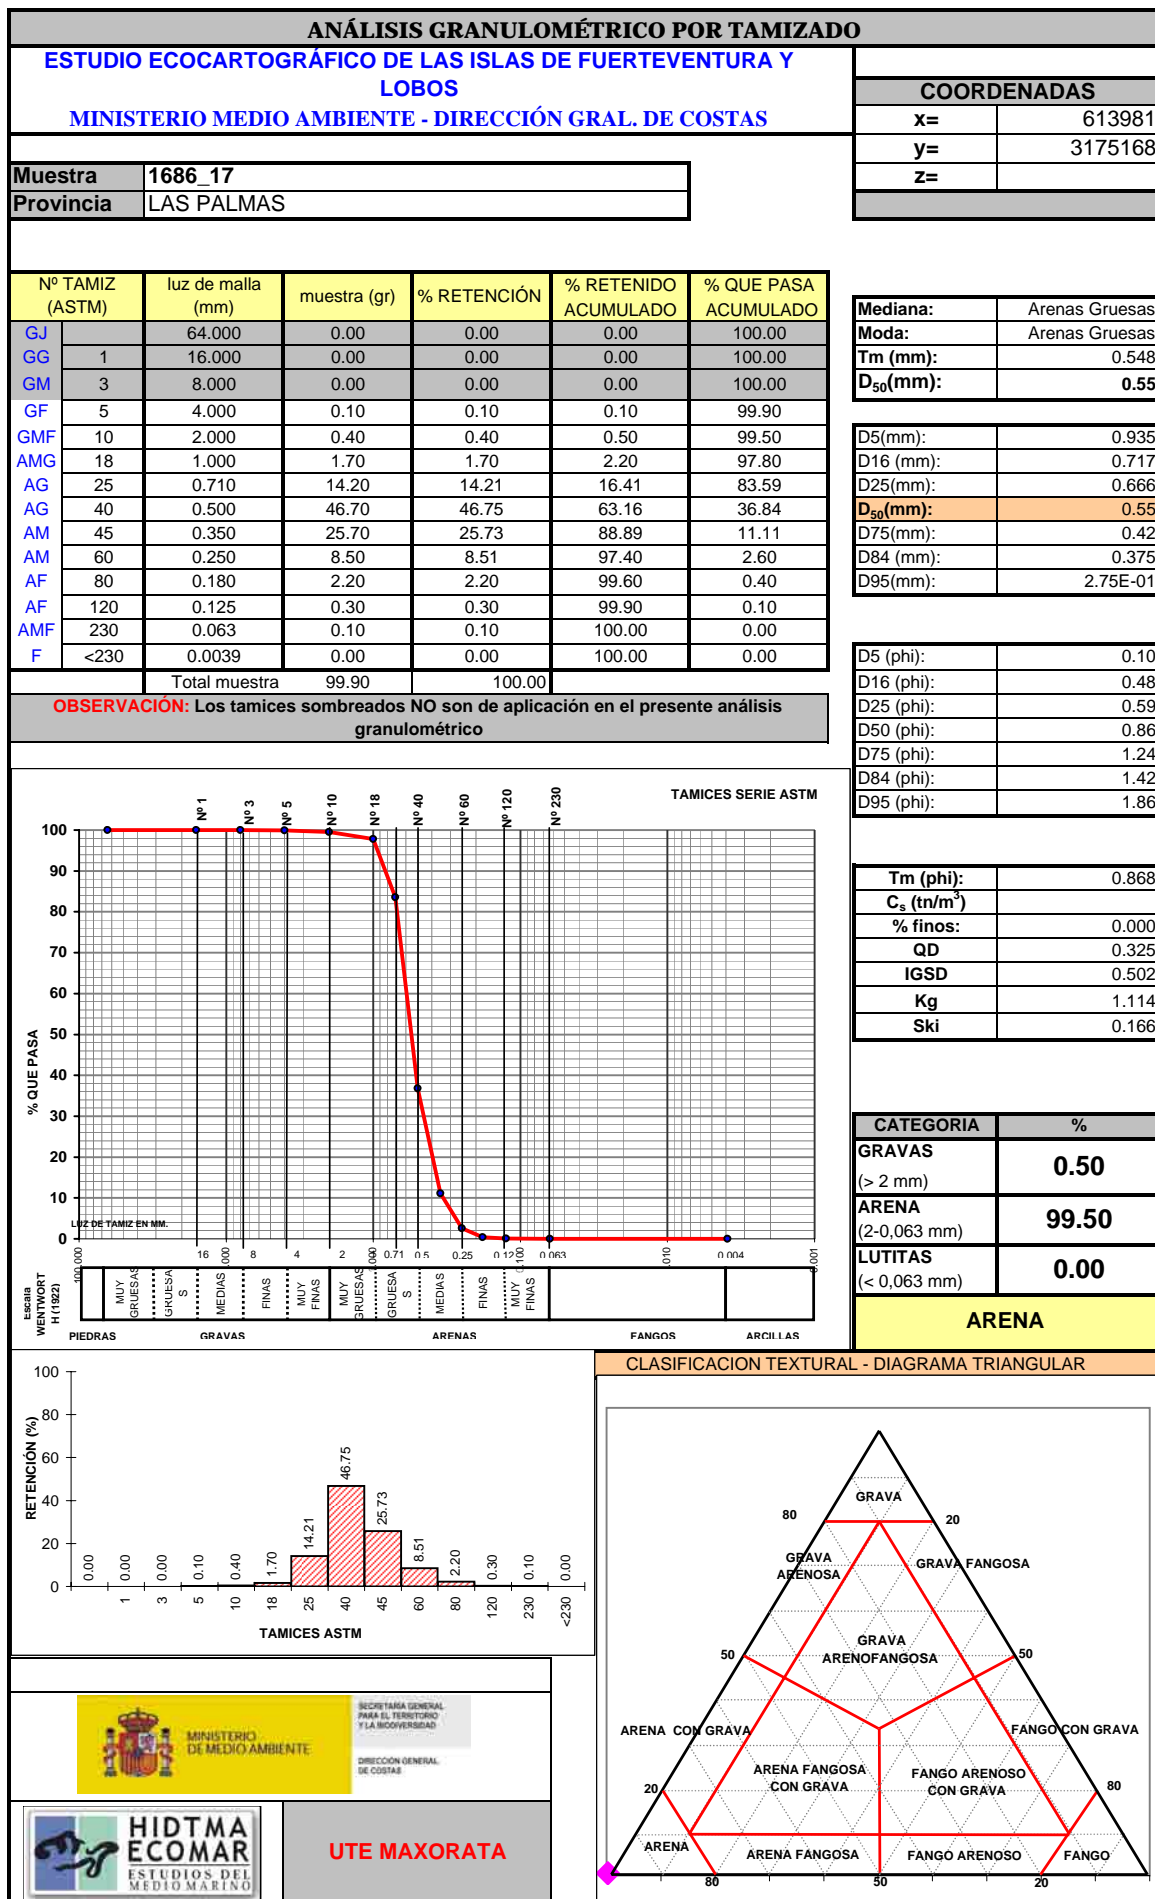 ANÁLISIS GRANULOMÉTRICO POR TAMIZADO
ESTUDIO ECOCARTOGRÁFICO DE LAS ISLAS DE FUERTEVENTURA Y
LOBOS
MINISTERIO MEDIO AMBIENTE - DIRECCIÓN GRAL. DE COSTAS
COORDENADAS
x= 613981
y= 3175168
z=
Muestra 1686_17
Provincia LAS PALMAS
Nº TAMIZ (ASTM) luz de malla (mm) muestra (gr) % RETENCIÓN % RETENIDO ACUMULADO % QUE PASA ACUMULADO
GJ 64.000 0.00 0.00 0.00 100.00
GG 1 16.000 0.00 0.00 0.00 100.00
GM 3 8.000 0.00 0.00 0.00 100.00
GF 5 4.000 0.10 0.10 0.10 99.90
GMF 10 2.000 0.40 0.40 0.50 99.50
AMG 18 1.000 1.70 1.70 2.20 97.80
AG 25 0.710 14.20 14.21 16.41 83.59
AG 40 0.500 46.70 46.75 63.16 36.84
AM 45 0.350 25.70 25.73 88.89 11.11
AM 60 0.250 8.50 8.51 97.40 2.60
AF 80 0.180 2.20 2.20 99.60 0.40
AF 120 0.125 0.30 0.30 99.90 0.10
AMF 230 0.063 0.10 0.10 100.00 0.00
F <230 0.0039 0.00 0.00 100.00 0.00
Total muestra 99.90 100.00
OBSERVACIÓN: Los tamices sombreados NO son de aplicación en el presente análisis
granulométrico
Mediana: Arenas Gruesas
Moda: Arenas Gruesas
Tm (mm): 0.548
D50(mm): 0.55
D5(mm): 0.935
D16 (mm): 0.717
D25(mm): 0.666
D50(mm): 0.55
D75(mm): 0.42
D84 (mm): 0.375
D95(mm): 2.75E-01
D5 (phi): 0.10
D16 (phi): 0.48
D25 (phi): 0.59
D50 (phi): 0.86
D75 (phi): 1.24
D84 (phi): 1.42
D95 (phi): 1.86
Tm (phi): 0.868
Cs (tn/m3)
% finos: 0.000
QD 0.325
IGSD 0.502
Kg 1.114
Ski 0.166
CATEGORIA %
GRAVAS
(> 2 mm) 0.50
ARENA
(2-0,063 mm) 99.50
LUTITAS
(< 0,063 mm) 0.00
ARENA
TAMICES SERIE ASTM
Nº 1 Nº 3 Nº 5 Nº 10 Nº 18 Nº 40 Nº 60 Nº 120 Nº 230
% QUE PASA
100
90
80
70
60
50
40
30
20
10
0
LUZ DE TAMIZ EN MM.
100.000 16 8 4 2 0.71 0.5 0.25 0.100 0.063 0.004
Escala
WENTWORT
H (1922)
MUY GRUESAS
GRUESA S
MEDIAS
FINAS
MUY FINAS
MUY GRUESAS
GRUESA S
MEDIAS
FINAS
MUY FINAS
PIEDRAS GRAVAS ARENAS FANGOS ARCILLAS
RETENCIÓN (%)
100
80
60
40
20
0
0.00 0.00 0.00 0.10 0.40 1.70 14.21 46.75 25.73 8.51 2.20 0.30 0.10 0.00
1 3 5 10 18 25 40 45 60 80 120 230 <230
TAMICES ASTM
CLASIFICACION TEXTURAL - DIAGRAMA TRIANGULAR
GRAVA
80 20
GRAVA
ARENOSA
GRAVA FANGOSA
GRAVA
ARENOFANGOSA
50 50
ARENA CON GRAVA
FANGO CON GRAVA
ARENA FANGOSA
CON GRAVA
FANGO ARENOSO
CON GRAVA
20 80
ARENA ARENA FANGOSA FANGO ARENOSO FANGO
80 50 20
MINISTERIO
DE MEDIO AMBIENTE
SECRETARÍA GENERAL
PARA EL TERRITORIO
Y LA BIODIVERSIDAD
DIRECCIÓN GENERAL
DE COSTAS
HIDTMA
ECOMAR
ESTUDIOS DEL
MEDIO MARINO
UTE MAXORATA